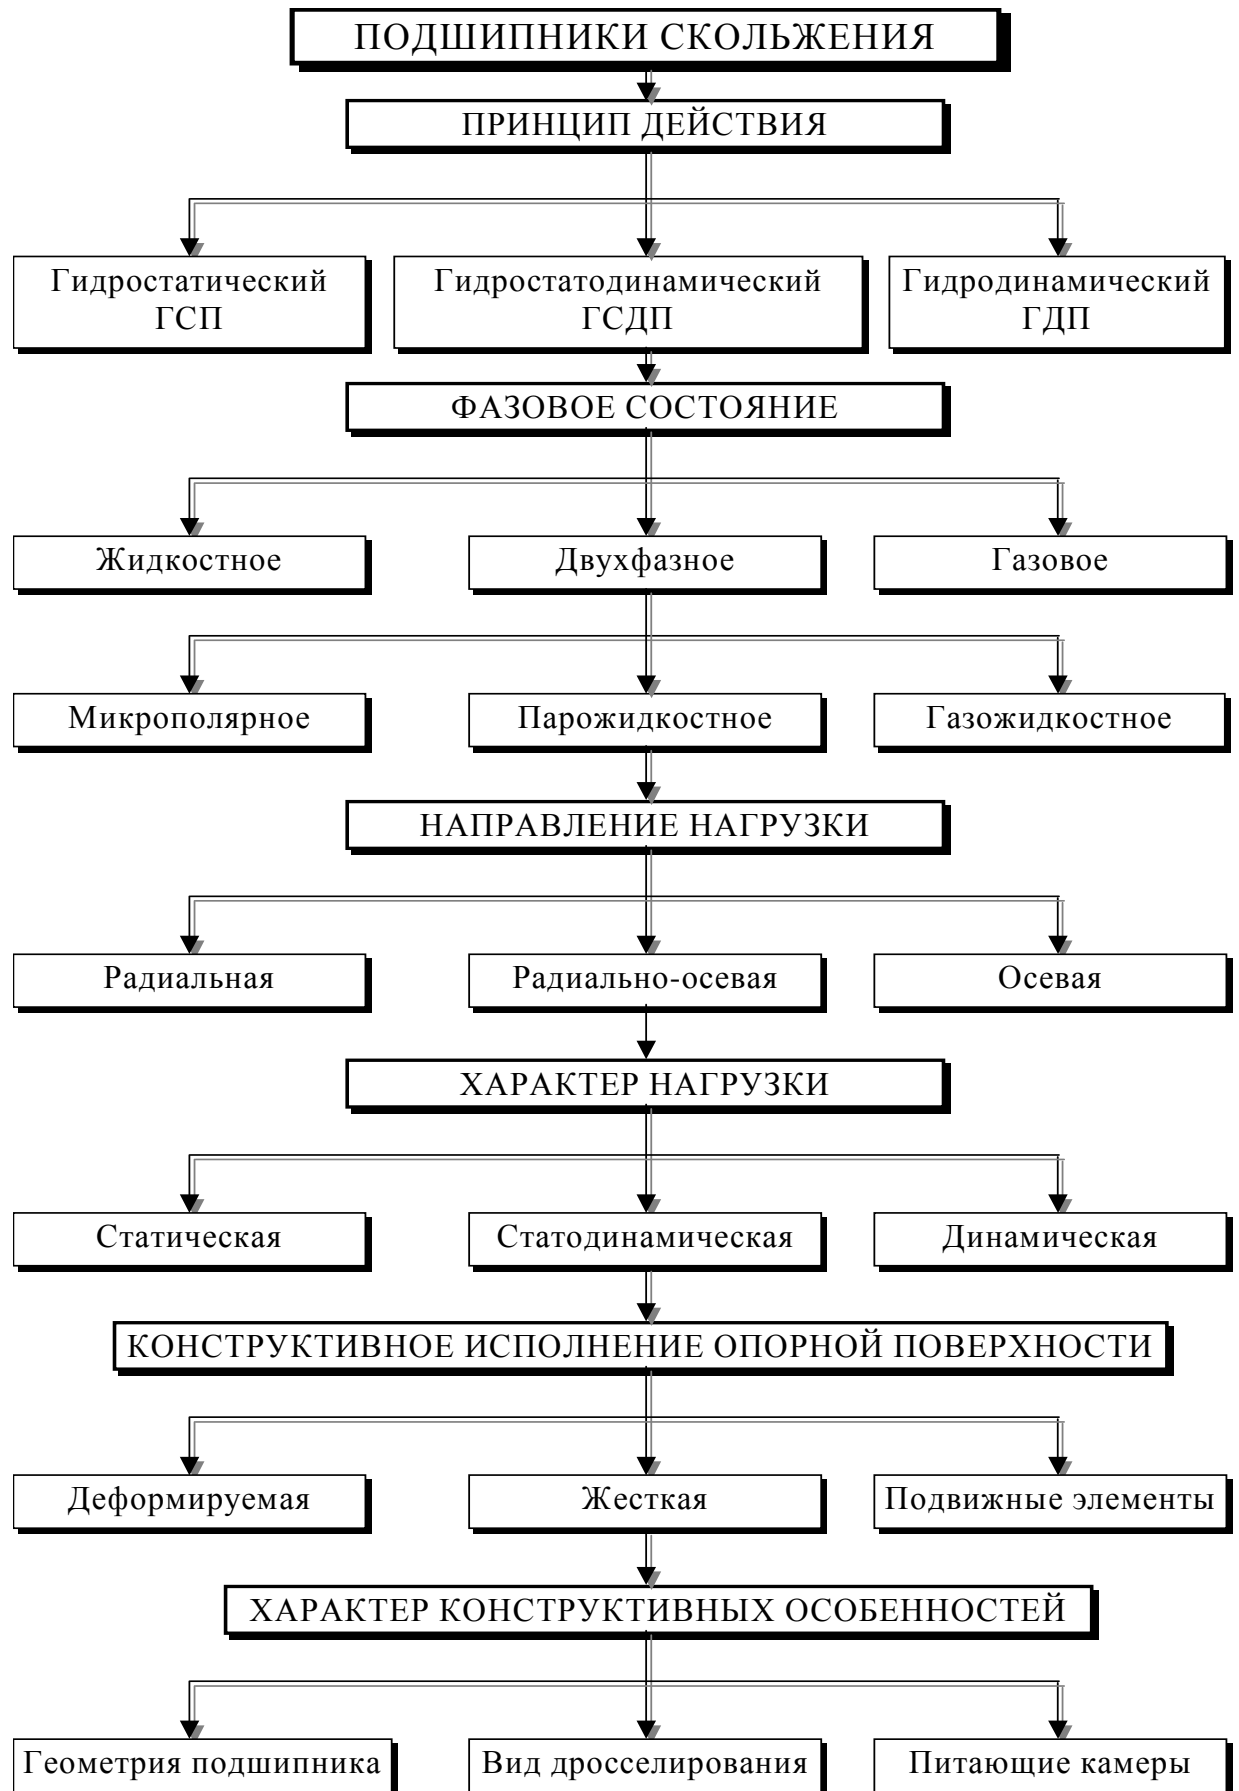 ПОДШИПНИКИ СКОЛЬЖЕНИЯ
ПРИНЦИП ДЕЙСТВИЯ
Гидростатический
ГСП
Гидростатодинамический
ГСДП
Гидродинамический
ГДП
ФАЗОВОЕ СОСТОЯНИЕ
Жидкостное
Двухфазное
Газовое
Микрополярное
Парожидкостное
Газожидкостное
НАПРАВЛЕНИЕ НАГРУЗКИ
Радиальная
Радиально-осевая
Осевая
ХАРАКТЕР НАГРУЗКИ
Статическая
Статодинамическая
Динамическая
КОНСТРУКТИВНОЕ ИСПОЛНЕНИЕ ОПОРНОЙ ПОВЕРХНОСТИ
Деформируемая
Жесткая
Подвижные элементы
ХАРАКТЕР КОНСТРУКТИВНЫХ ОСОБЕННОСТЕЙ
Геометрия подшипника
Вид дросселирования
Питающие камеры